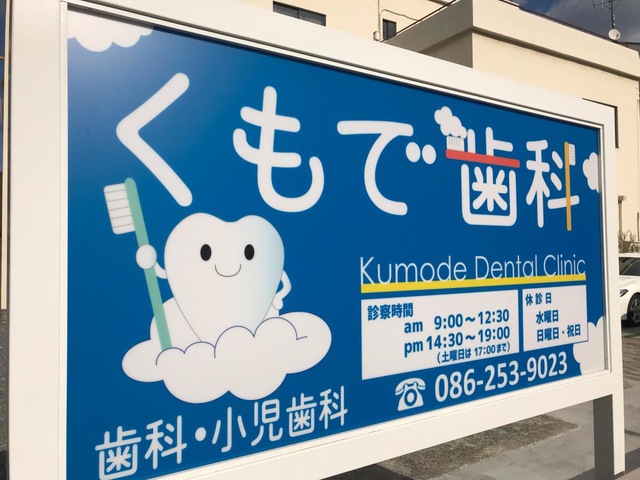 くもで歯科
Kumode Dental Clinic
診察時間
am 9:00〜12:30
pm 14:30〜19:00
（土曜日は 17:00まで）
休診日
水曜日
日曜日・祝日
086-253-9023
歯科・小児歯科